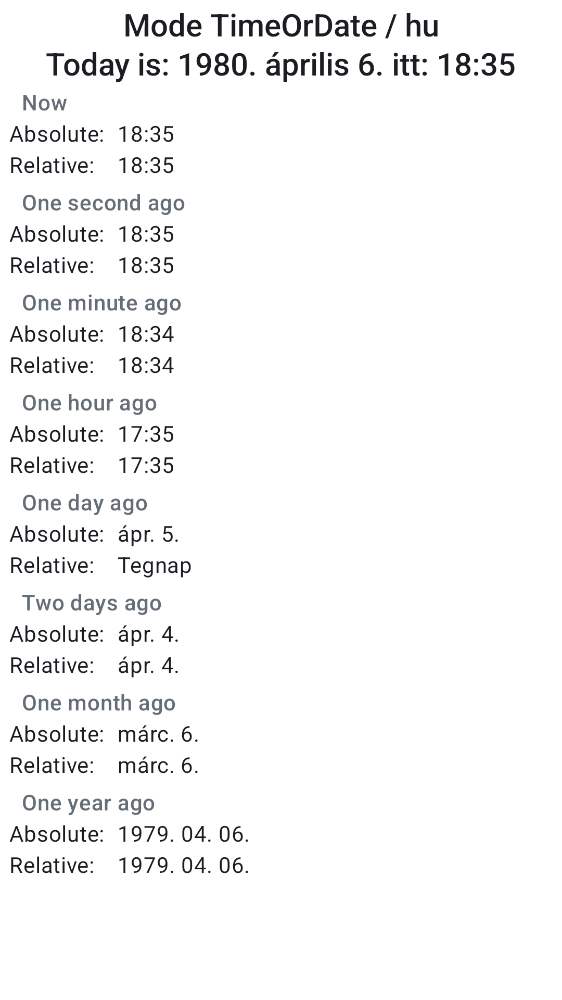 Mode TimeOrDate / hu
Today is: 1980. április 6. itt: 18:35
Now
Absolute: 18:35
Relative: 18:35
One second ago
Absolute: 18:35
Relative: 18:35
One minute ago
Absolute: 18:34
Relative: 18:34
One hour ago
Absolute: 17:35
Relative: 17:35
One day ago
Absolute: ápr. 5.
Relative: Tegnap
Two days ago
Absolute: ápr. 4.
Relative: ápr. 4.
One month ago
Absolute: márc. 6.
Relative: márc. 6.
One year ago
Absolute: 1979. 04. 06.
Relative: 1979. 04. 06.